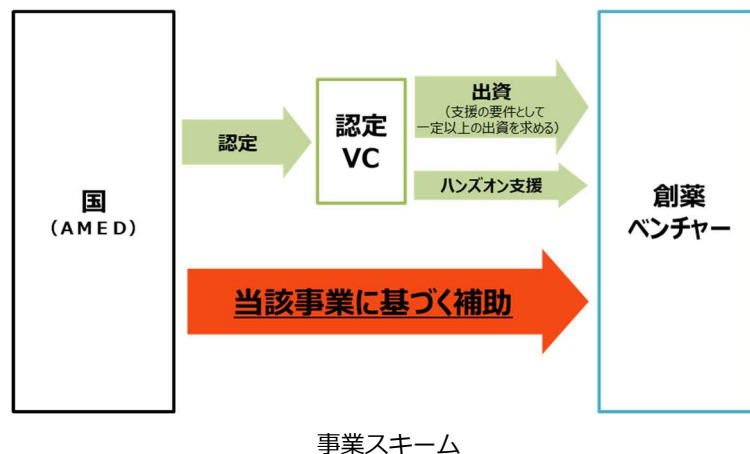 国
(AMED)
認定
認定
VC
出資
(支援の要件として
一定以上の出資を求める)
ハンズオン支援
当該事業に基づく補助
創薬
ベンチャー
事業スキーム